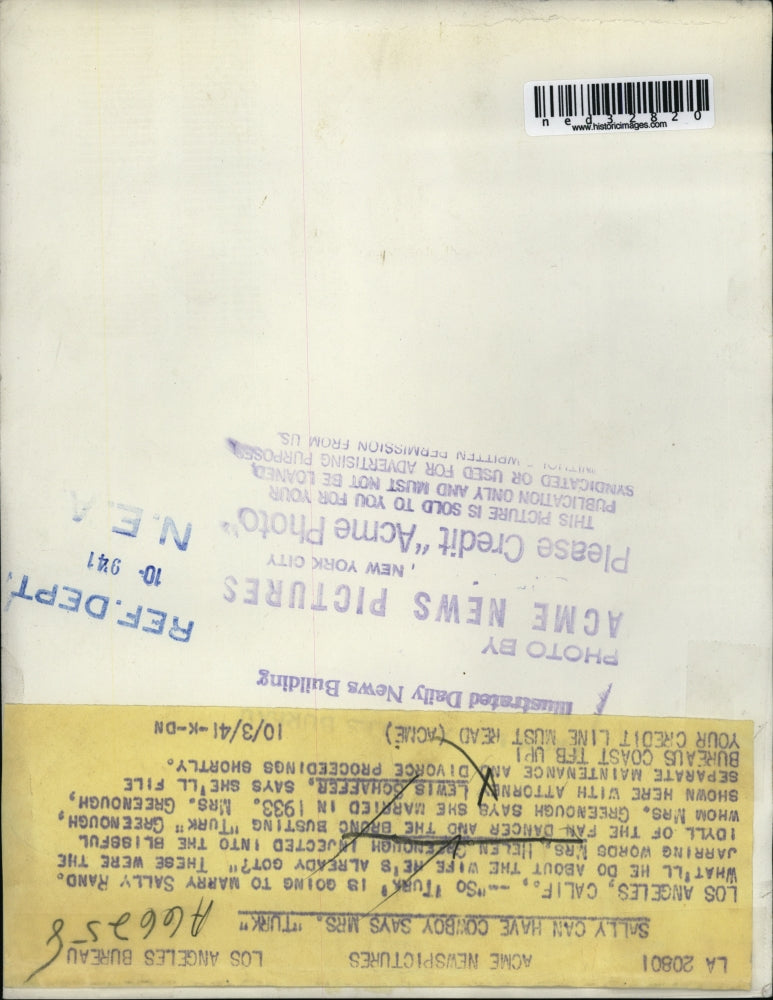 LA 20801 ACME NEWSPICTURES LOS ANGELES BUREAU
SALLY CAN HAVE COWBOY SAYS MRS. "TURK"
LOS ANGELES, CALIF., --"SO 'TURK' IS GOING TO MARRY SALLY RAND.
WHAT'LL HE DO ABOUT THE WIFE HE'S ALREADY GOT?" THESE WERE THE
JARRING WORDS MRS. HELEN GREENOUGH INJECTED INTO THE BLISSFUL
IDYLL OF THE FAN DANCER AND THE BRONC BUSTING "TURK" GREENOUGH,
WHOM MRS. GREENOUGH SAYS SHE MARRIED IN 1933. MRS. GREENOUGH,
SHOWN HERE WITH ATTORNEY LEWIS SCHAEFFER, SAYS SHE'LL FILE
SEPARATE MAINTENANCE AND DIVORCE PROCEEDINGS SHORTLY.
BUREAUS COAST TFB UP1
YOUR CREDIT LINE MUST READ (ACME) 10/3/41-K-DN
Illustrated Daily News Building
PHOTO BY
ACME NEWS PICTURES
, NEW YORK CITY
Please Credit "Acme Photo"
THIS PICTURE IS SOLD TO YOU FOR YOUR
PUBLICATION ONLY AND MUST NOT BE LOANED,
SYNDICATED OR USED FOR ADVERTISING PURPOSES
WRITTEN PERMISSION FROM US.
REF. DEPT.
10- 941
N.E.A.
ned32820
www.historicimages.com